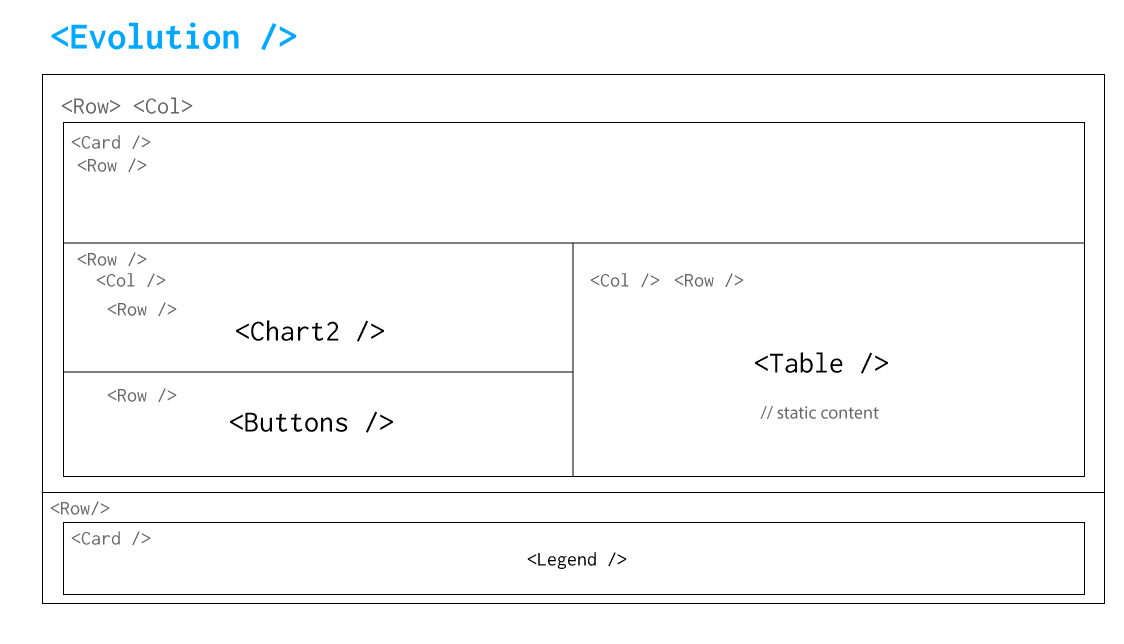 <Evolution />
<Row> <Col>
<Card />
<Row />
<Row />
<Col />
<Row />
<Chart2 />
<Row />
<Buttons />
<Col /> <Row />
<Table />
// static content
<Row/>
<Card />
<Legend />